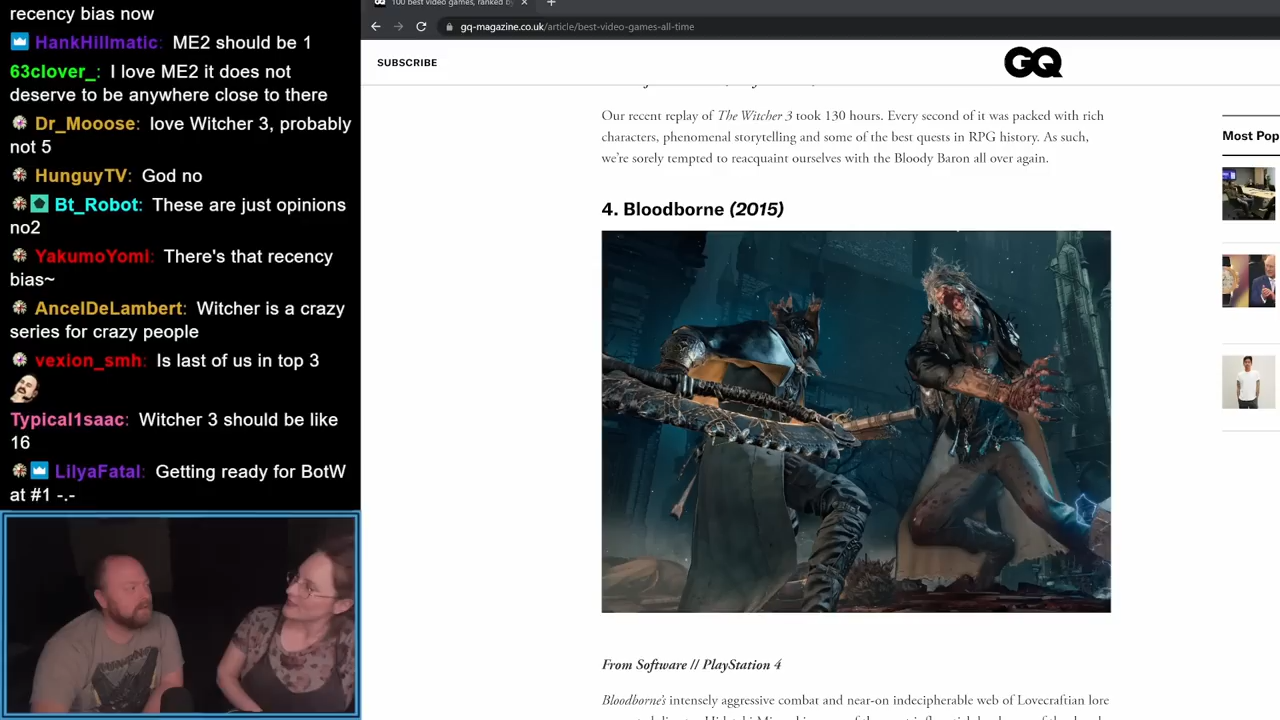 recency bias now
HankHillmatic: ME2 should be 1
63clover_: I love ME2 it does not
deserve to be anywhere close to there
Dr_Mooose: love Witcher 3, probably
not 5
HunguyTV: God no
Bt_Robot: These are just opinions
no2
YakumoYomi: There's that recency
bias~
AncelDeLambert: Witcher is a crazy
series for crazy people
vexion_smh: Is last of us in top 3
Typical1saac: Witcher 3 should be like
16
LilyaFatal: Getting ready for BotW
at #1 -.-
100 best video games, ranked by
gq-magazine.co.uk/article/best-video-games-all-time
SUBSCRIBE
GQ
Our recent replay of The Witcher 3 took 130 hours. Every second of it was packed with rich
characters, phenomenal storytelling and some of the best quests in RPG history. As such,
we're sorely tempted to reacquaint ourselves with the Bloody Baron all over again.
Most Pop
4. Bloodborne (2015)
From Software // PlayStation 4
Bloodborne's intensely aggressive combat and near-on indecipherable web of Lovecraftian lore